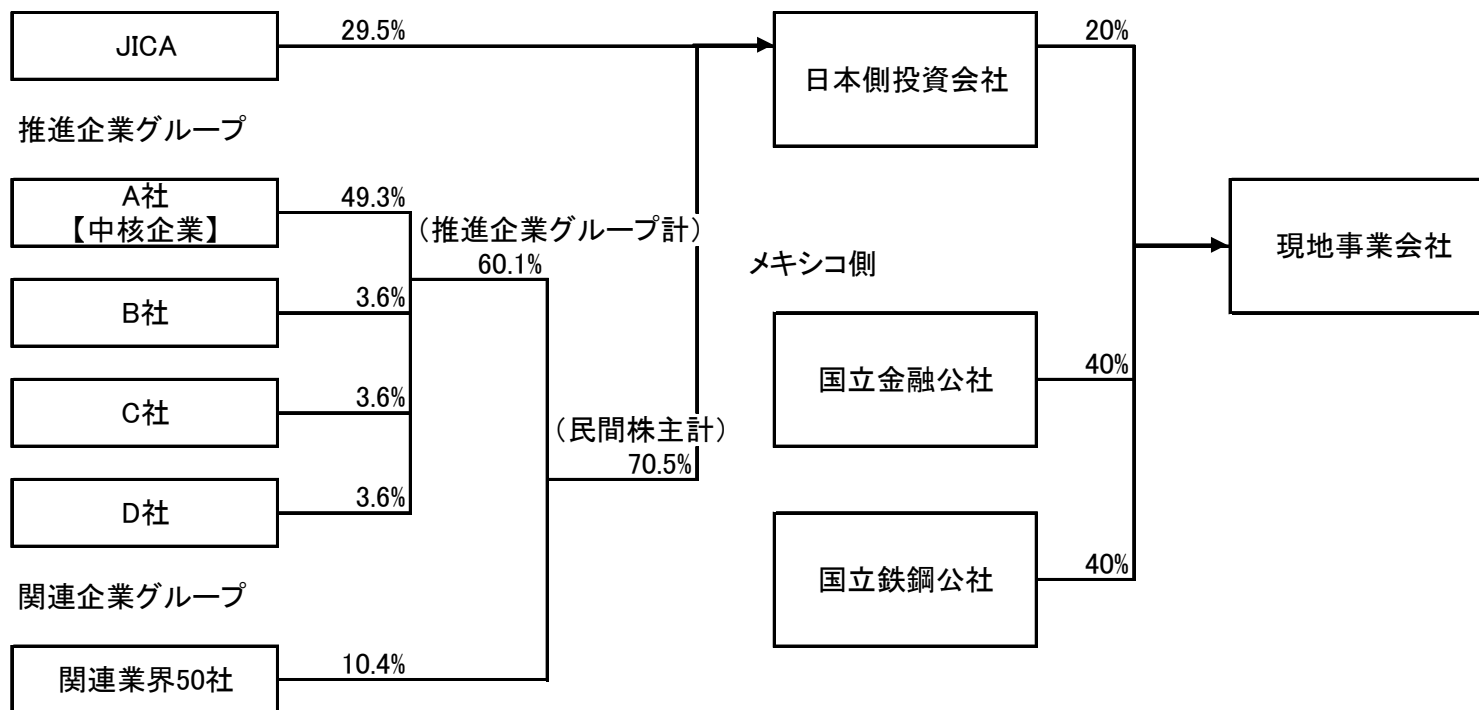 JICA
29.5%
日本側投資会社
20%
推進企業グループ
A社
【中核企業】
49.3%
(推進企業グループ計)
60.1%
B社
3.6%
C社
3.6%
D社
3.6%
(民間株主計)
70.5%
関連企業グループ
関連業界50社
10.4%
メキシコ側
国立金融公社
40%
国立鉄鋼公社
40%
現地事業会社